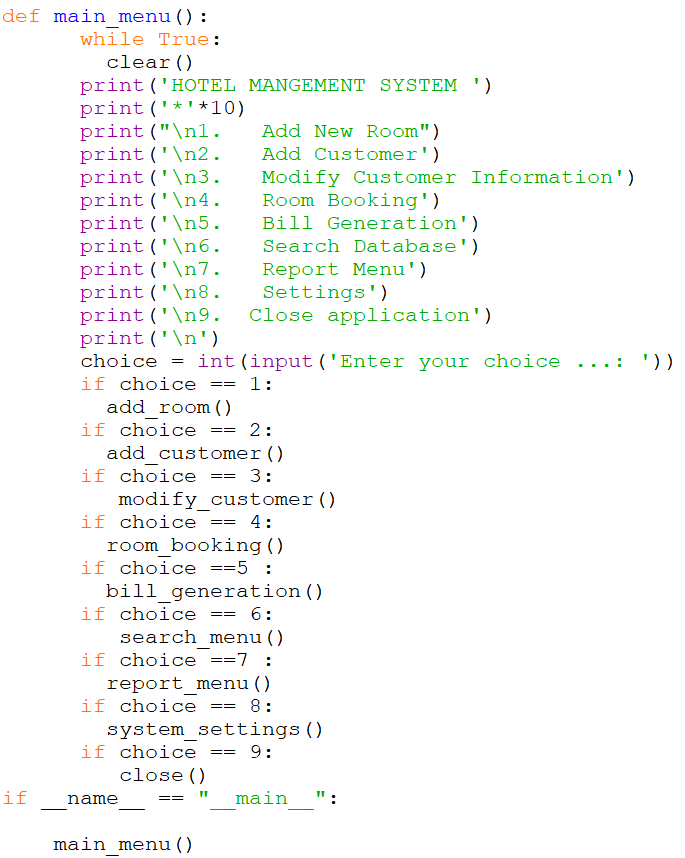 def main_menu():
      while True:
        clear()
      print('HOTEL MANGEMENT SYSTEM ')
      print('*'*10)
      print("\n1.   Add New Room")
      print('\n2.   Add Customer')
      print('\n3.   Modify Customer Information')
      print('\n4.   Room Booking')
      print('\n5.   Bill Generation')
      print('\n6.   Search Database')
      print('\n7.   Report Menu')
      print('\n8.   Settings')
      print('\n9.  Close application')
      print('\n')
      choice = int(input('Enter your choice ...: '))
      if choice == 1:
        add_room()
      if choice == 2:
        add_customer()
      if choice == 3:
         modify_customer()
      if choice == 4:
        room_booking()
      if choice ==5 :
        bill_generation()
      if choice == 6:
         search_menu()
      if choice ==7 :
        report_menu()
      if choice == 8:
        system_settings()
      if choice == 9:
         close()
if __name__ == "__main__":
    main_menu()